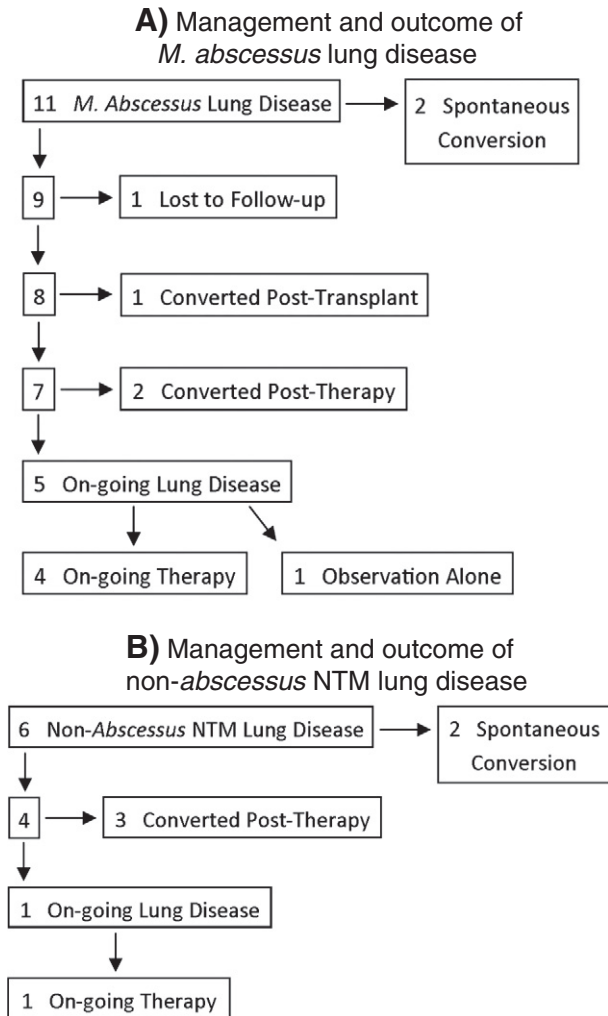 A) Management and outcome of
M. abscessus lung disease
11 M. Abscessus Lung Disease
2 Spontaneous
Conversion
9
1 Lost to Follow-up
8
1 Converted Post-Transplant
7
2 Converted Post-Therapy
5 On-going Lung Disease
4 On-going Therapy
1 Observation Alone
B) Management and outcome of
non-abscessus NTM lung disease
6 Non-Abscessus NTM Lung Disease
2 Spontaneous
Conversion
4
3 Converted Post-Therapy
1 On-going Lung Disease
1 On-going Therapy